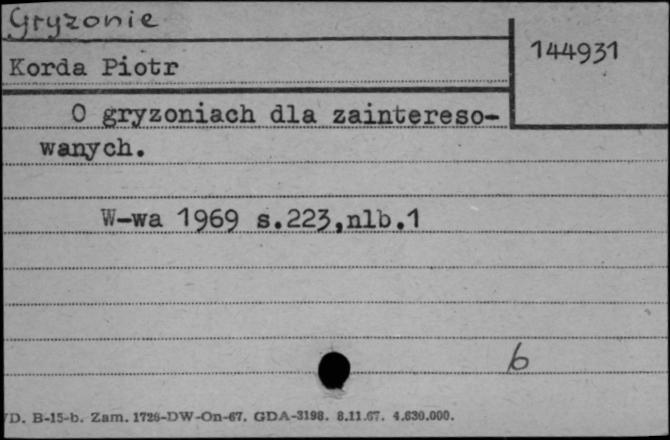 Gryzonie
144931
Korda Piotr
O gryzoniach dla zaintereso-
wanych.
W-wa 1969 s.223,nlb.1
b
D. B-15-b. Zam. 1726-DW-On-67. GDA-3198. 8.11.67. 4.630.000.